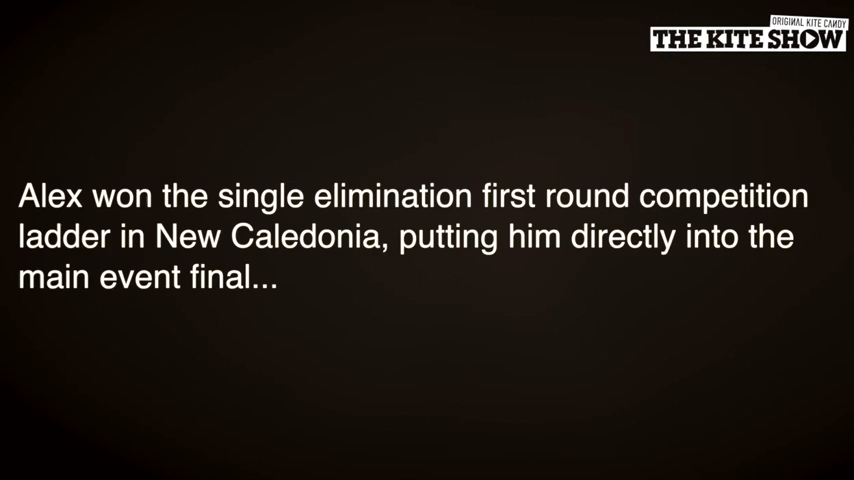 ORIGINAL KITE CANDY
THE KITE SHOW
Alex won the single elimination first round competition
ladder in New Caledonia, putting him directly into the
main event final...